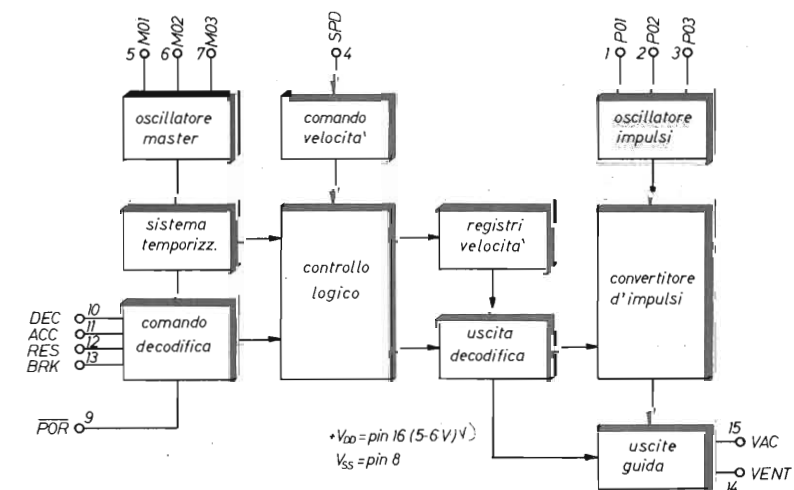 MO1 MO2 MO3
5 6 7
SPD
4
PO1 PO2 PO3
1 2 3
oscillatore
master
comando
velocita'
oscillatore
impulsi
sistema
temporizz.
controllo
logico
registri
velocita'
convertitore
d'impulsi
DEC 10
ACC 11
RES 12
BRK 13
comando
decodifica
uscita
decodifica
POR 9
+VDD = pin 16 (5-6 V)
VSS = pin 8
uscite
guida
15 VAC
VENT
14